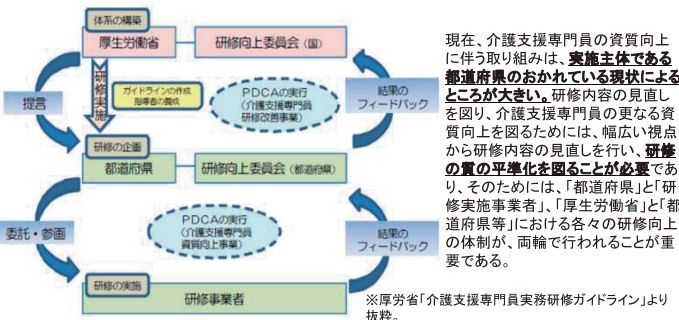 体系の構築
厚生労働省
研修向上委員会（国）
研修実施
ガイドラインの作成
指導者の養成
提言
PDCAの実行
（介護支援専門員
研修改善事業）
結果の
フィードバック
研修の企画
都道府県
研修向上委員会（都道府県）
委託・参画
PDCAの実行
（介護支援専門員
資質向上事業）
結果の
フィードバック
研修の実施
研修事業者
現在、介護支援専門員の資質向上
に伴う取り組みは、実施主体である
都道府県のおかれている現状による
ところが大きい。研修内容の見直し
を図り、介護支援専門員の更なる資
質向上を図るためには、幅広い視点
から研修内容の見直しを行い、研修
の質の平準化を図ることが必要であ
り、そのためには、「都道府県」と「研
修実施事業者」、「厚生労働省」と「都
道府県等」における各々の研修向上
の体制が、両輪で行われることが重
要である。
※厚労省「介護支援専門員実務研修ガイドライン」より
抜粋。